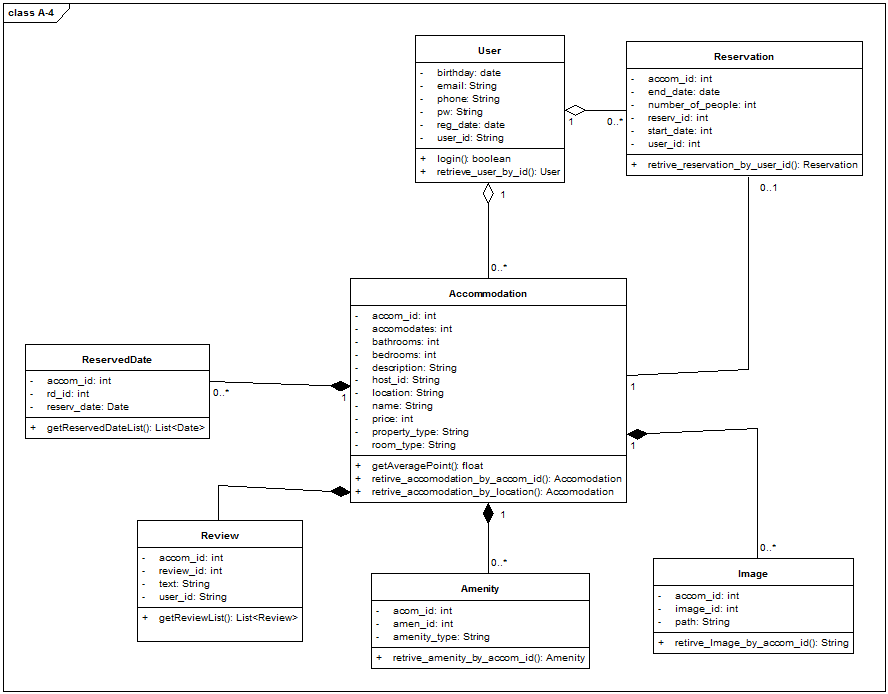 class A-4
User
- birthday: date
- email: String
- phone: String
- pw: String
- reg_date: date
- user_id: String
+ login(): boolean
+ retrieve_user_by_id(): User
Reservation
- accom_id: int
- end_date: date
- number_of_people: int
- reserv_id: int
- start_date: int
- user_id: int
+ retrive_reservation_by_user_id(): Reservation
1
0..*
1
0..*
0..1
1
Accommodation
- accom_id: int
- accomodates: int
- bathrooms: int
- bedrooms: int
- description: String
- host_id: String
- location: String
- name: String
- price: int
- property_type: String
- room_type: String
+ getAveragePoint(): float
+ retirve_accomodation_by_accom_id(): Accomodation
+ retrive_accomodation_by_location(): Accomodation
ReservedDate
- accom_id: int
- rd_id: int
- reserv_date: Date
+ getReservedDateList(): List<Date>
0..*
1
1
0..*
1
0..*
Review
- accom_id: int
- review_id: int
- text: String
- user_id: String
+ getReviewList(): List<Review>
Amenity
- acom_id: int
- amen_id: int
- amenity_type: String
+ retrive_amenity_by_accom_id(): Amenity
Image
- accom_id: int
- image_id: int
- path: String
+ retirve_Image_by_accom_id(): String